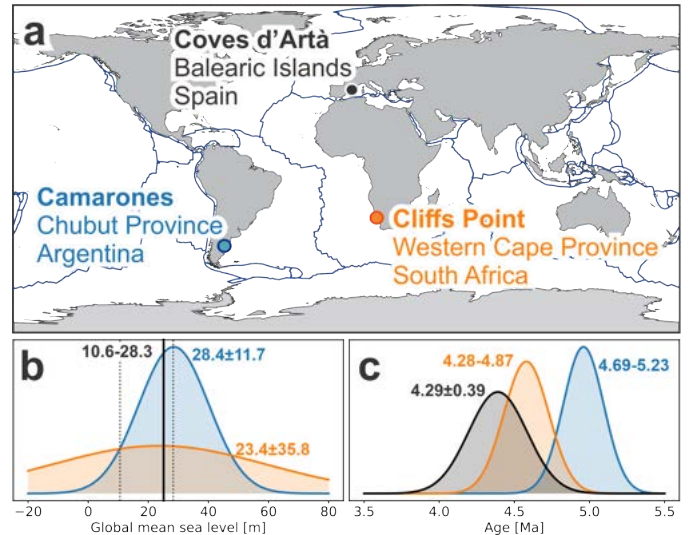 a
Coves d'Artà
Balearic Islands
Spain
Camarones
Chubut Province
Argentina
Cliffs Point
Western Cape Province
South Africa
b
10.6-28.3
28.4±11.7
23.4±35.8
−20 0 20 40 60 80
Global mean sea level [m]
c
4.28-4.87
4.69-5.23
4.29±0.39
3.5 4.0 4.5 5.0 5.5
Age [Ma]